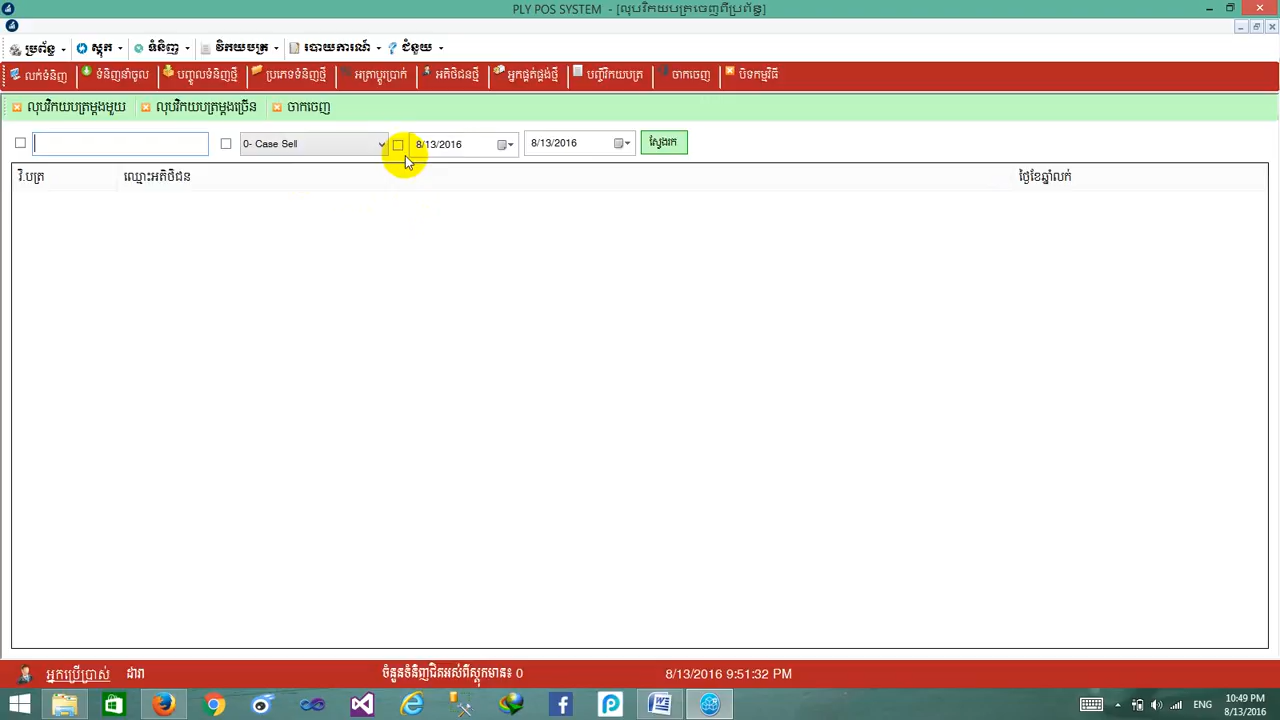 PLY POS SYSTEM - [លុបវិកយបត្រចេញពីប្រព័ន្ធ]
ប្រព័ន្ធ ស្តុក ទំនិញ វិកយបត្រ របាយការណ៍ ជំនួយ
លក់ទំនិញ ទំនិញនាំចូល បញ្ចូលទំនិញថ្មី ប្រភេទទំនិញថ្មី អត្រាប្តូរប្រាក់ អតិថិជនថ្មី អ្នកផ្គត់ផ្គង់ថ្មី បញ្ជីវិកយបត្រ ចាកចេញ បិទកម្មវិធី
លុបវិកយបត្រម្តងមួយ លុបវិកយបត្រម្តងច្រើន ចាកចេញ
0- Case Sell 8/13/2016 8/13/2016 ស្វែងរក
វិ.បត្រ ឈ្មោះអតិថិជន ថ្ងៃខែឆ្នាំលក់
អ្នកប្រើប្រាស់ ដារា ចំនួនទំនិញជិតអស់ពីស្តុកមាន៖ 0 8/13/2016 9:51:32 PM
ENG 10:49 PM
8/13/2016